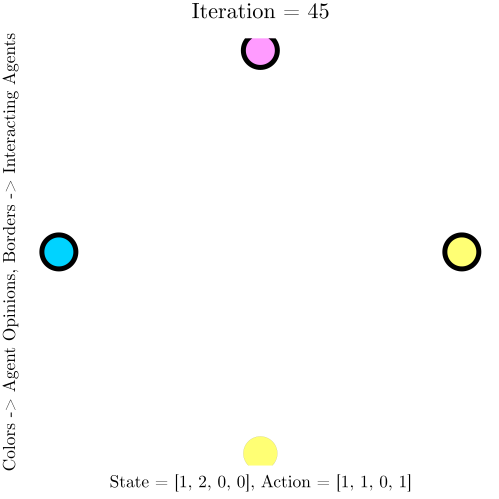 Iteration = 45
Colors -> Agent Opinions, Borders -> Interacting Agents
State = [1, 2, 0, 0], Action = [1, 1, 0, 1]